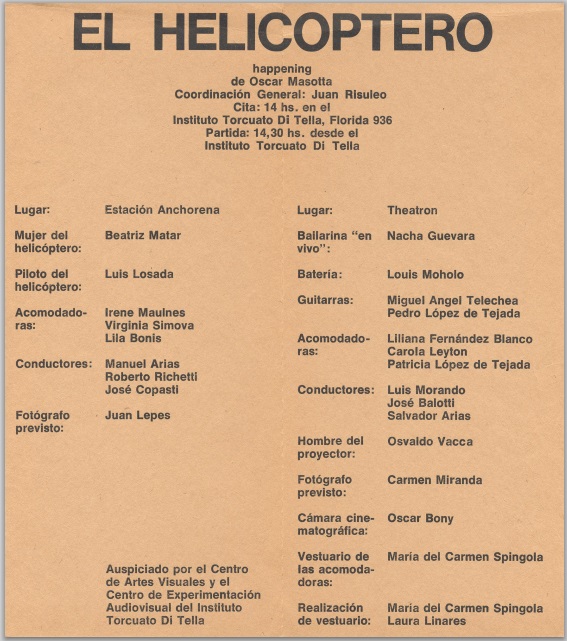 EL HELICOPTERO
happening
de Oscar Masotta
Coordinación General: Juan Risuleo
Cita: 14 hs. en el
Instituto Torcuato Di Tella, Florida 936
Partida: 14,30 hs. desde el
Instituto Torcuato Di Tella
Lugar: Estación Anchorena
Mujer del Beatriz Matar
helicóptero:
Piloto del Luis Losada
helicóptero:
Acomodado- Irene Maulnes
ras: Virginia Simova
Lila Bonis
Conductores: Manuel Arias
Roberto Richetti
José Copasti
Fotógrafo Juan Lepes
previsto:
Auspiciado por el Centro
de Artes Visuales y el
Centro de Experimentación
Audiovisual del Instituto
Torcuato Di Tella
Lugar: Theatron
Bailarina "en Nacha Guevara
vivo":
Batería: Louis Moholo
Guitarras: Miguel Angel Telechea
Pedro López de Tejada
Acomodado- Liliana Fernández Blanco
ras: Carola Leyton
Patricia López de Tejada
Conductores: Luis Morando
José Balotti
Salvador Arias
Hombre del Osvaldo Vacca
proyector:
Fotógrafo Carmen Miranda
previsto:
Cámara cine- Oscar Bony
matográfica:
Vestuario de María del Carmen Spingola
las acomoda-
doras:
Realización María del Carmen Spingola
de vestuario: Laura Linares